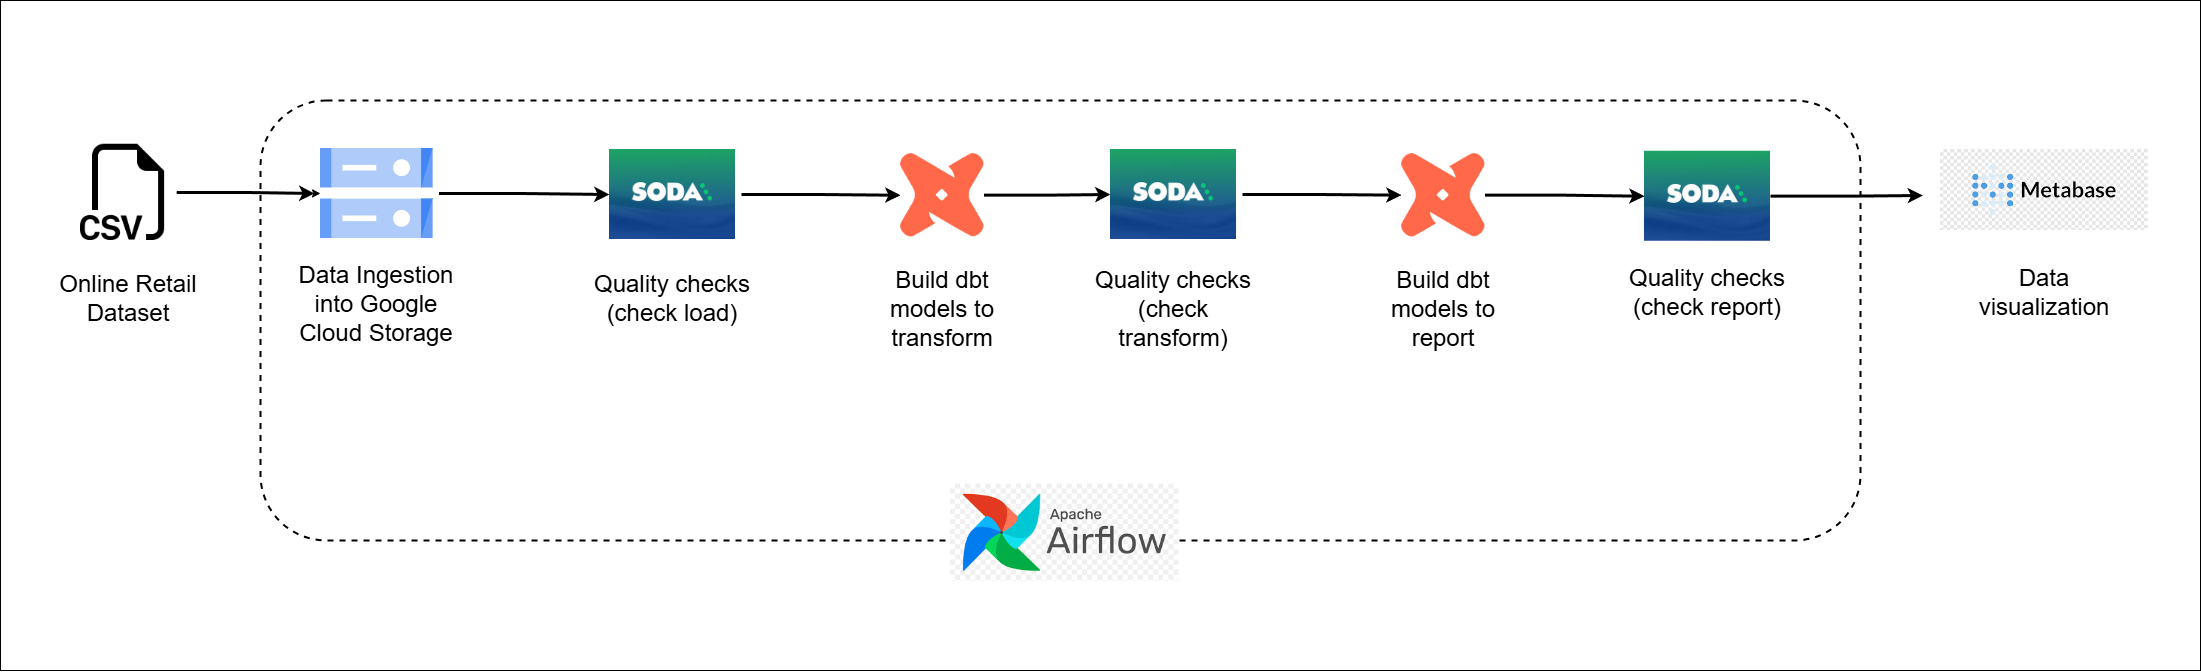 CSV
Online Retail
Dataset
Data Ingestion
into Google
Cloud Storage
SODA
Quality checks
(check load)
Build dbt
models to
transform
SODA
Quality checks
(check
transform)
Build dbt
models to
report
SODA
Quality checks
(check report)
Metabase
Data
visualization
Apache
Airflow